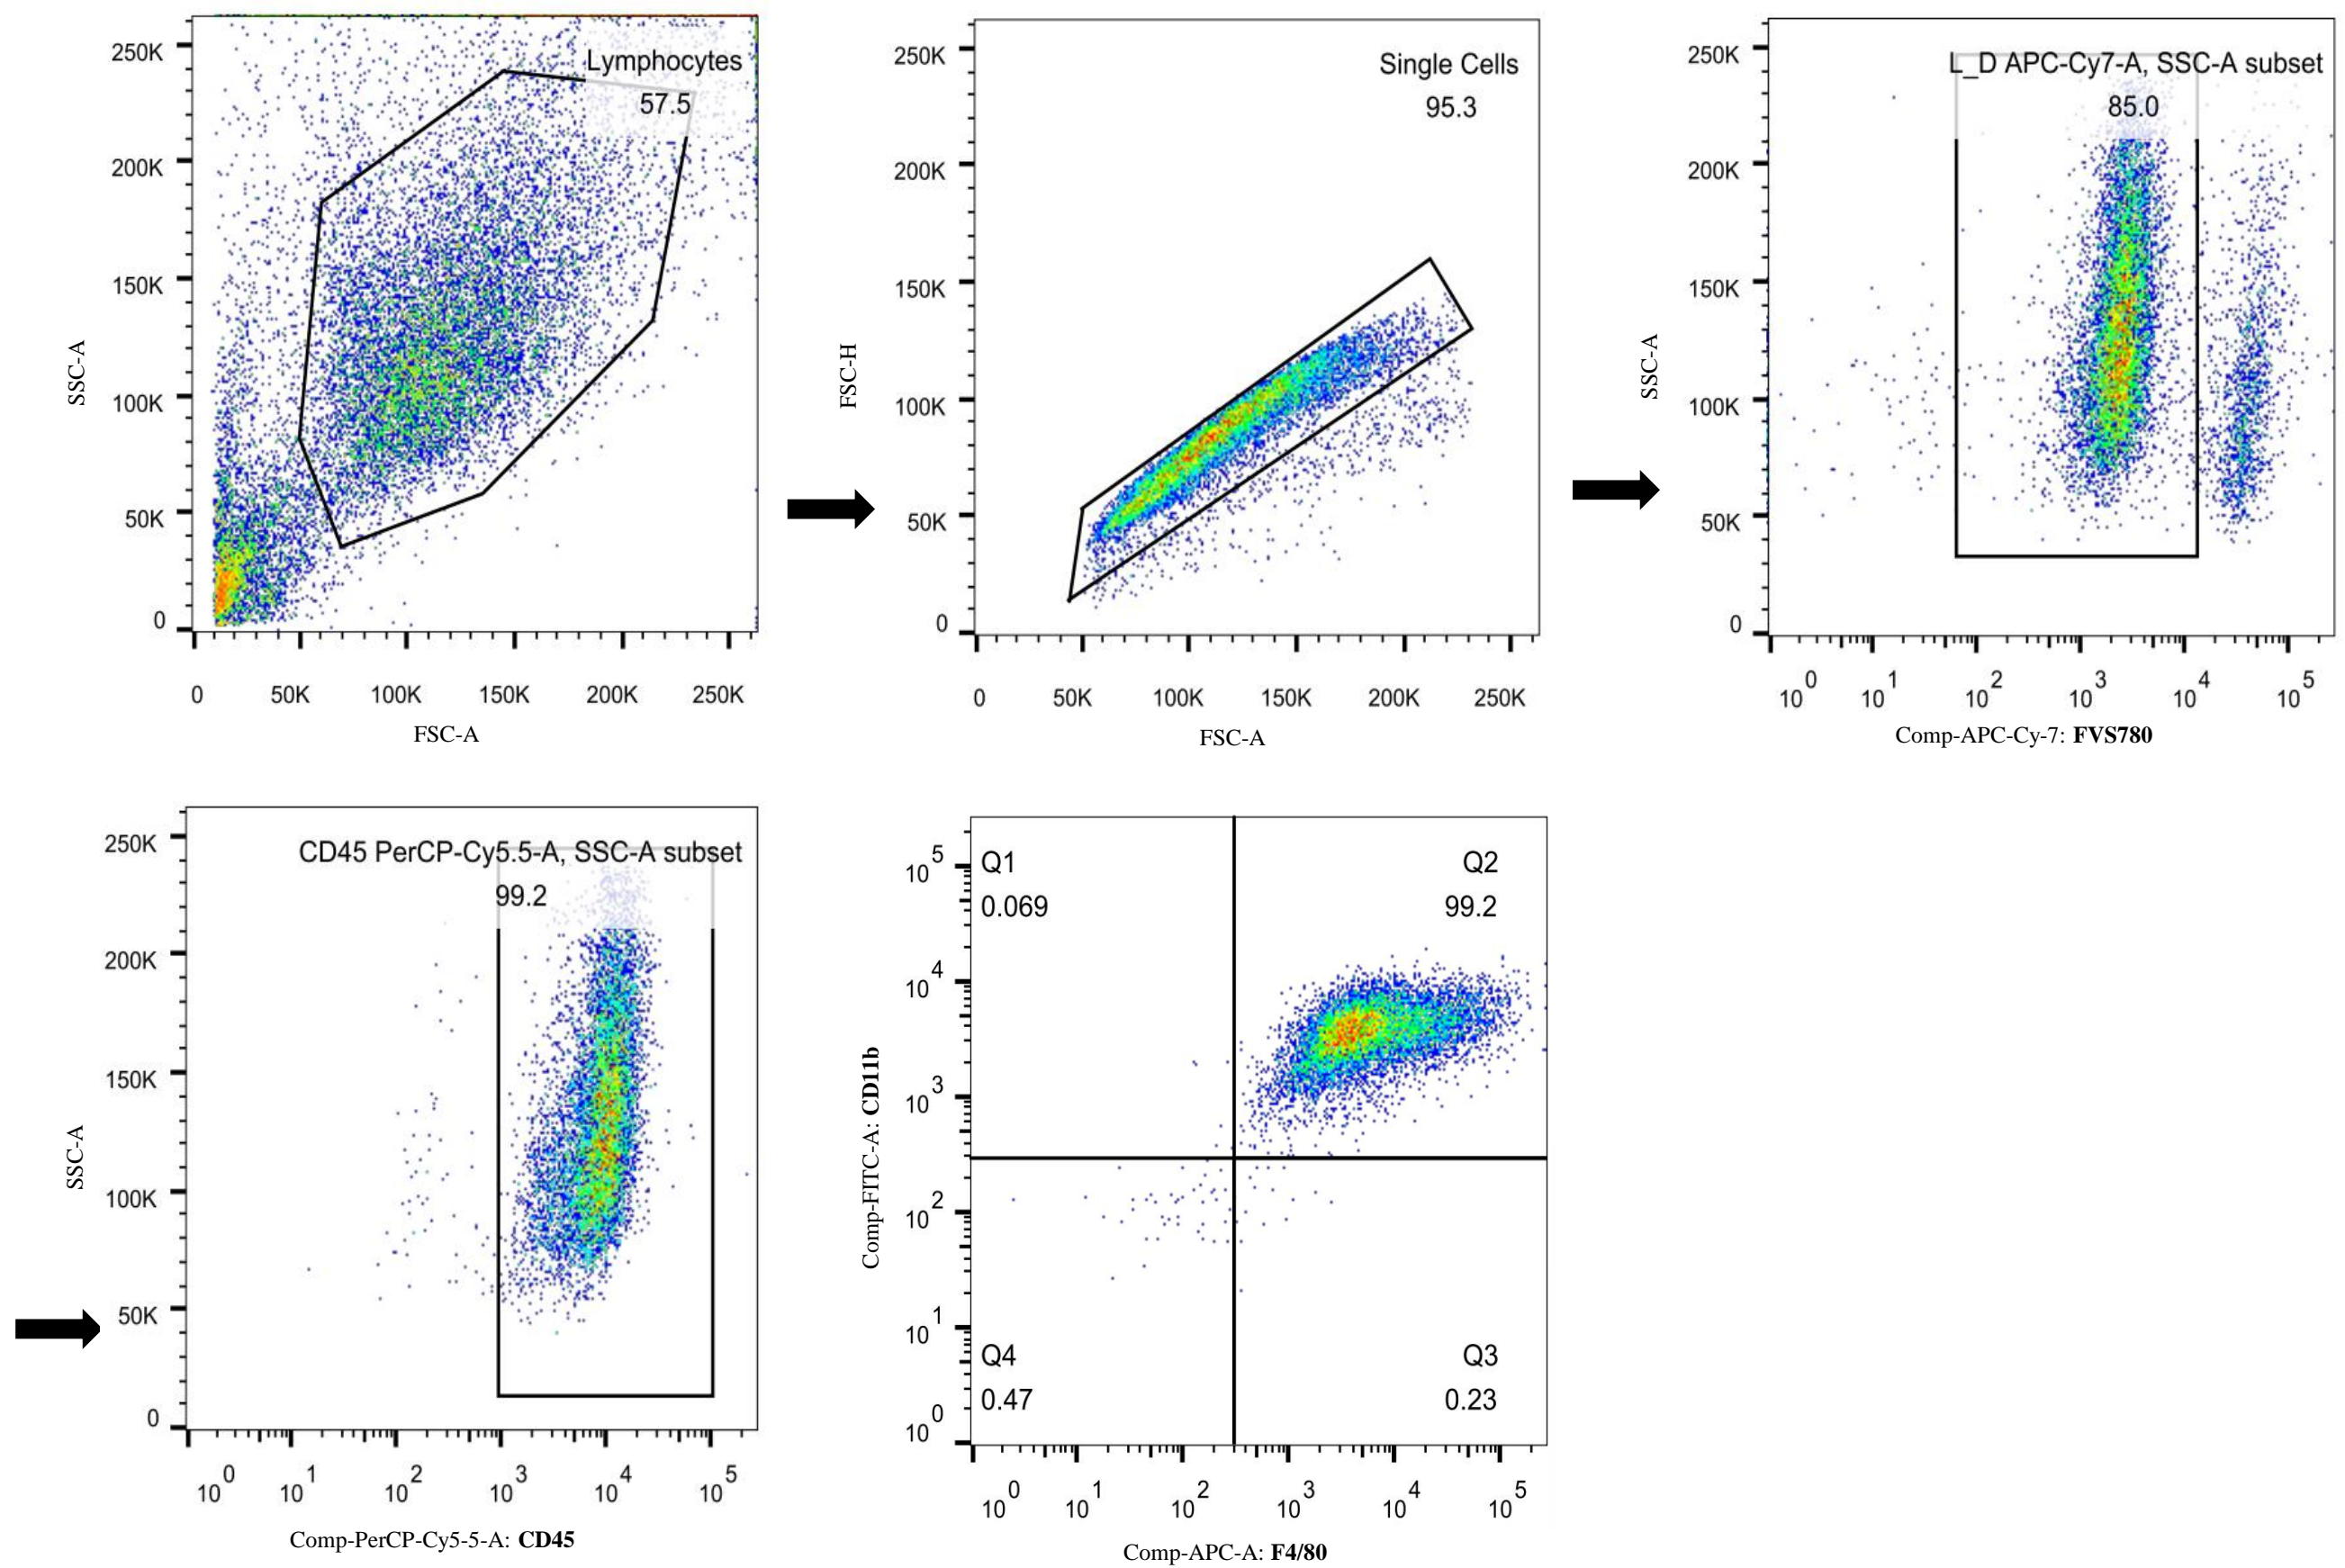 Lymphocytes
57.5
250K
200K
150K
100K
50K
0
SSC-A
0 50K 100K 150K 200K 250K
FSC-A
Single Cells
95.3
250K
200K
150K
100K
50K
0
FSC-H
0 50K 100K 150K 200K 250K
FSC-A
L_D APC-Cy7-A, SSC-A subset
85.0
250K
200K
150K
100K
50K
0
SSC-A
10^0 10^1 10^2 10^3 10^4 10^5
Comp-APC-Cy-7: FVS780
CD45 PerCP-Cy5.5-A, SSC-A subset
99.2
250K
200K
150K
100K
50K
0
SSC-A
10^0 10^1 10^2 10^3 10^4 10^5
Comp-PerCP-Cy5-5-A: CD45
Q1 Q2
0.069 99.2
Q4 Q3
0.47 0.23
10^5
10^4
10^3
10^2
10^1
10^0
Comp-FITC-A: CD11b
10^0 10^1 10^2 10^3 10^4 10^5
Comp-APC-A: F4/80